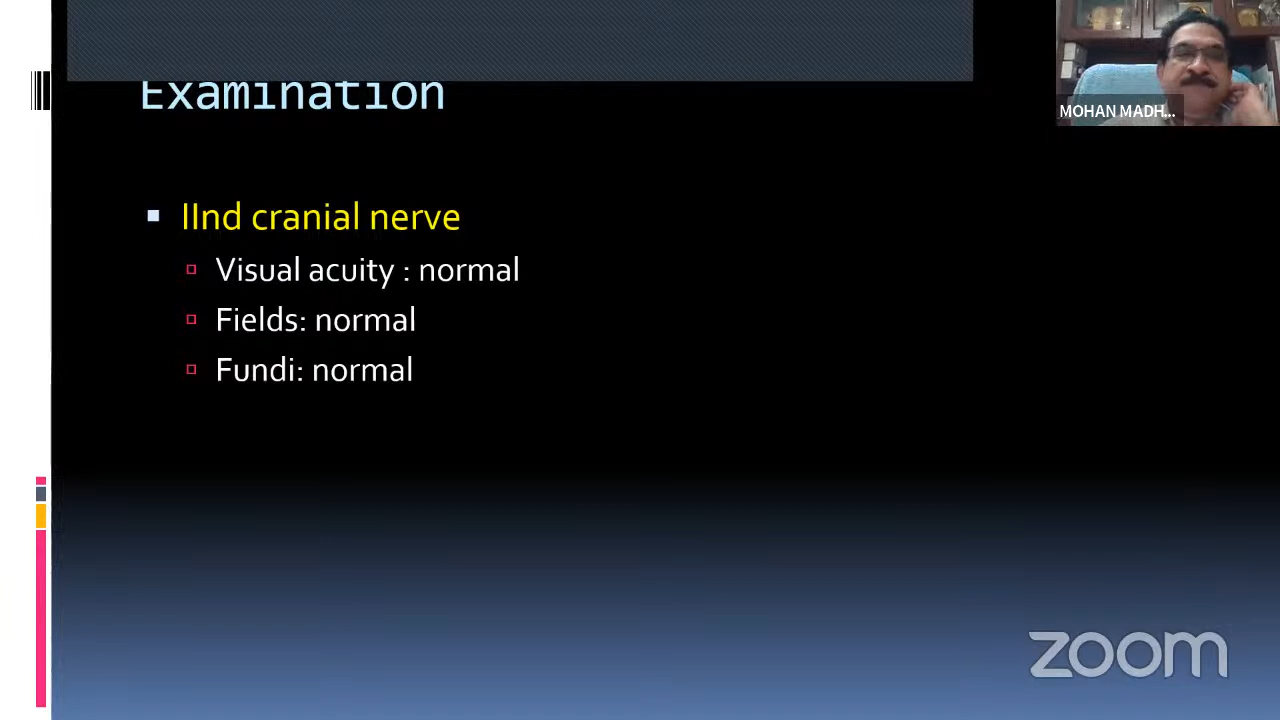 Examination
MOHAN MADH...
IInd cranial nerve
Visual acuity : normal
Fields: normal
Fundi: normal
zoom